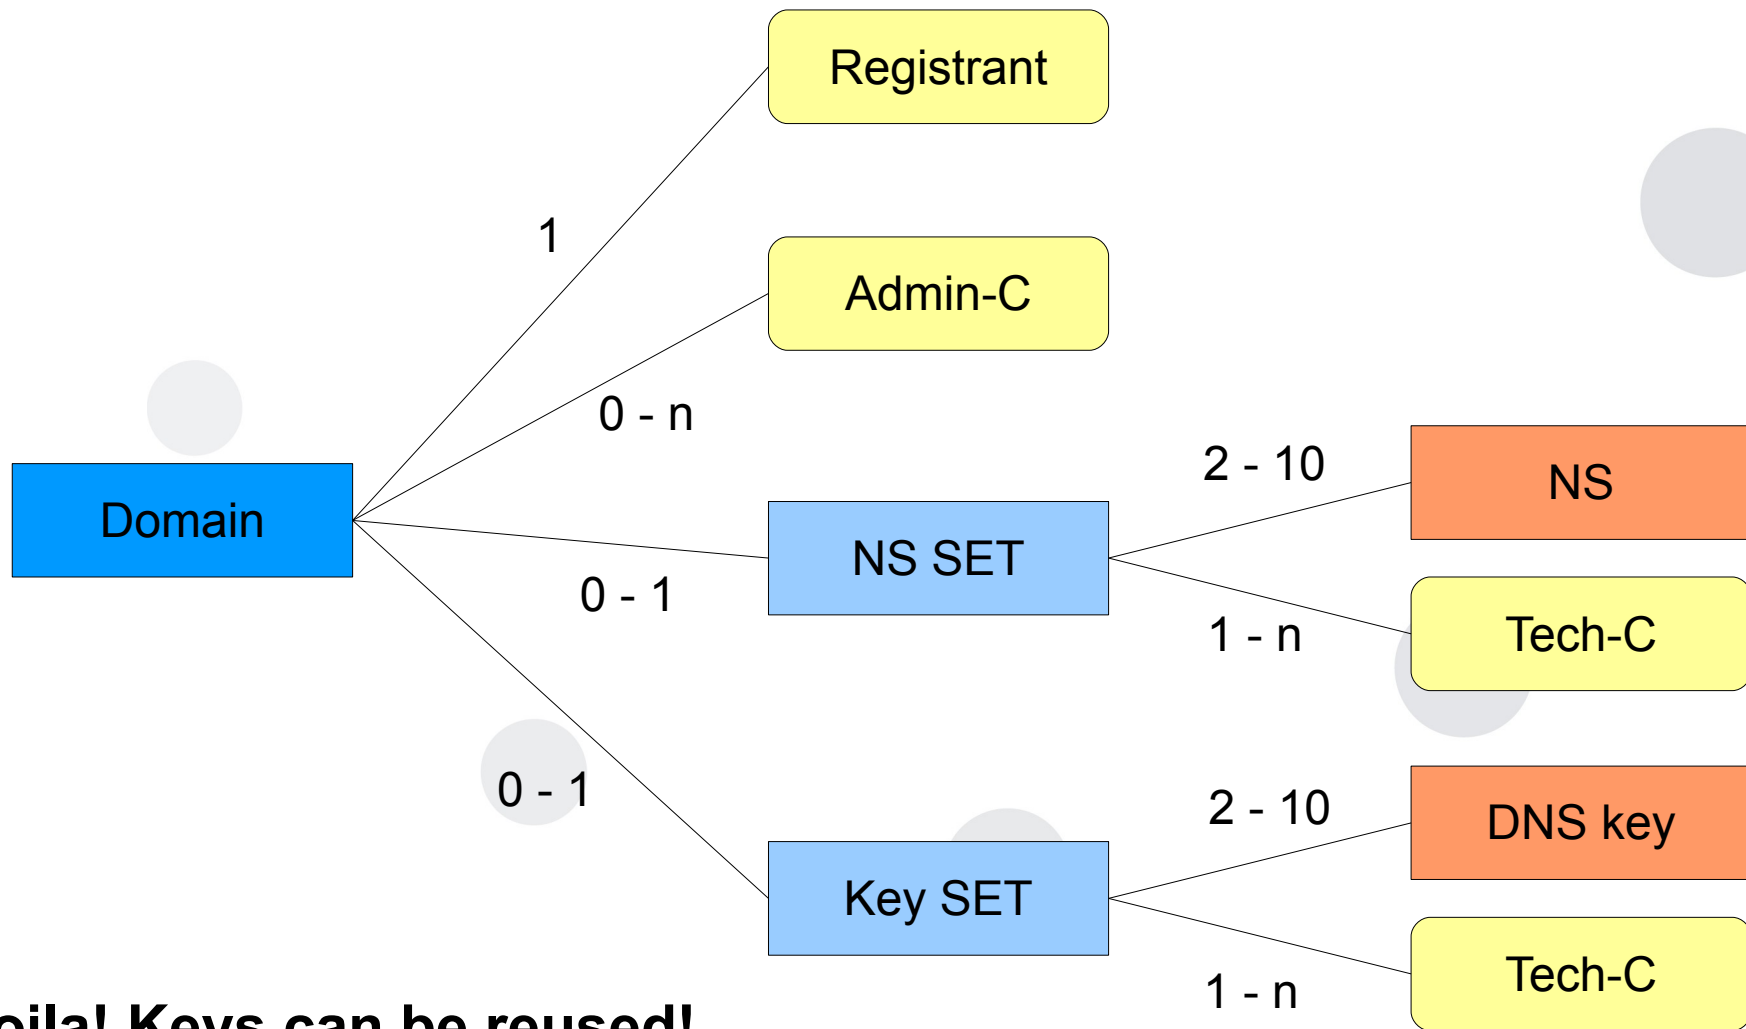 Registrant
1
Admin-C
0 - n
Domain
NS SET
0 - 1
2 - 10
NS
1 - n
Tech-C
0 - 1
Key SET
2 - 10
DNS key
1 - n
Tech-C
Keys can be reused!